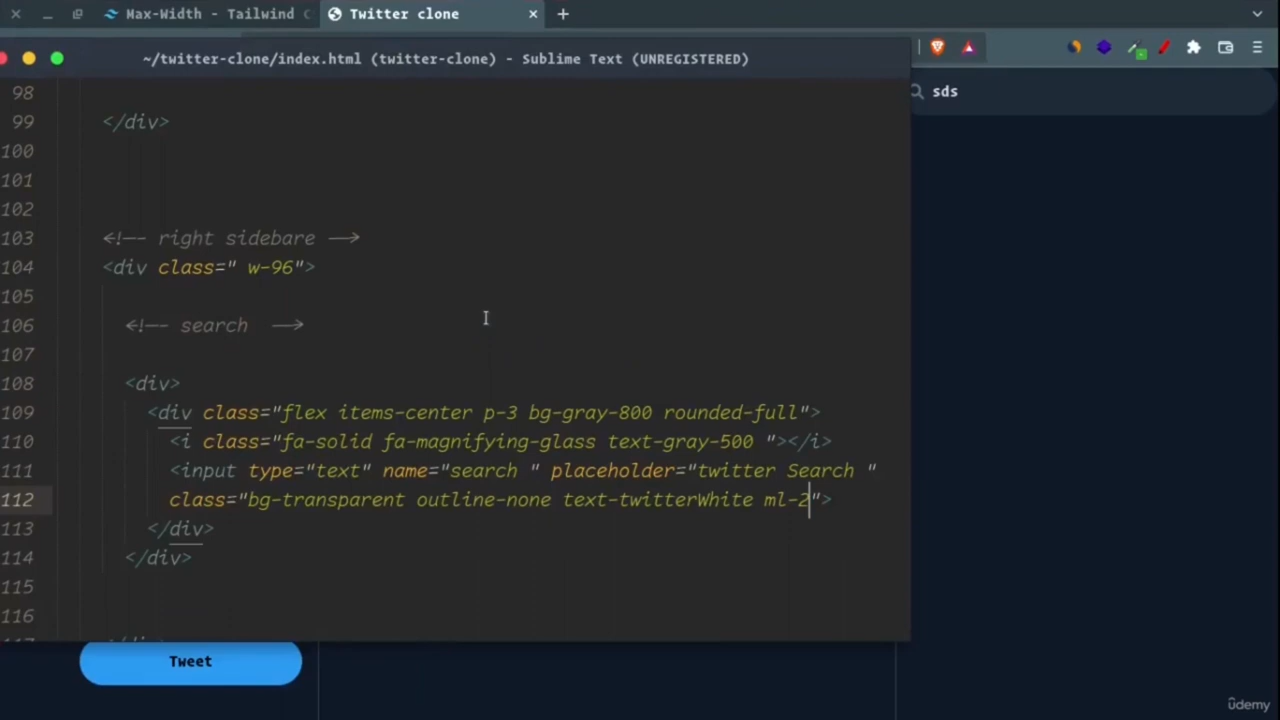 Max-Width - Tailwind C
Twitter clone
~/twitter-clone/index.html (twitter-clone) - Sublime Text (UNREGISTERED)
sds
98
99 </div>
100
101
102
103 <!-- right sidebare -->
104 <div class=" w-96">
105
106 <!-- search -->
107
108 <div>
109 <div class="flex items-center p-3 bg-gray-800 rounded-full">
110 <i class="fa-solid fa-magnifying-glass text-gray-500 "></i>
111 <input type="text" name="search " placeholder="twitter Search "
112 class="bg-transparent outline-none text-twitterWhite ml-2">
113 </div>
114 </div>
115
116
117 </div>
Tweet
ûdemy